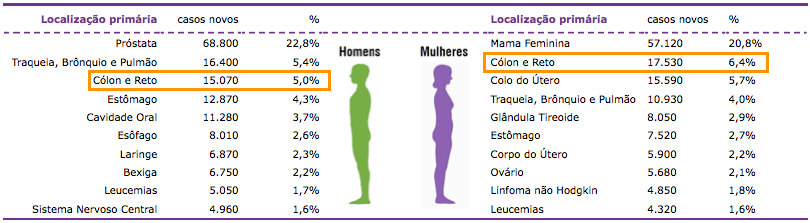 Localização primária casos novos %
Próstata 68.800 22,8%
Traqueia, Brônquio e Pulmão 16.400 5,4%
Cólon e Reto 15.070 5,0%
Estômago 12.870 4,3%
Cavidade Oral 11.280 3,7%
Esôfago 8.010 2,6%
Laringe 6.870 2,3%
Bexiga 6.750 2,2%
Leucemias 5.050 1,7%
Sistema Nervoso Central 4.960 1,6%
Homens Mulheres
Localização primária casos novos %
Mama Feminina 57.120 20,8%
Cólon e Reto 17.530 6,4%
Colo do Útero 15.590 5,7%
Traqueia, Brônquio e Pulmão 10.930 4,0%
Glândula Tireoide 8.050 2,9%
Estômago 7.520 2,7%
Corpo do Útero 5.900 2,2%
Ovário 5.680 2,1%
Linfoma não Hodgkin 4.850 1,8%
Leucemias 4.320 1,6%